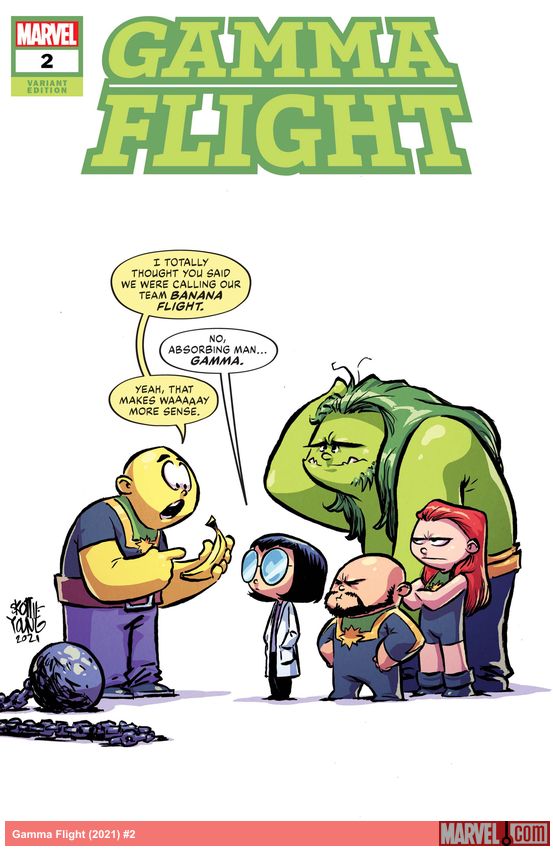 MARVEL
2
VARIANT
EDITION
GAMMA
FLIGHT
I TOTALLY
THOUGHT YOU SAID
WE WERE CALLING OUR
TEAM BANANA
FLIGHT.
NO,
ABSORBING MAN...
GAMMA.
YEAH, THAT
MAKES WAAAAAY
MORE SENSE.
SKOTTIE
YOUNG
2021
Gamma Flight (2021) #2
MARVEL.com